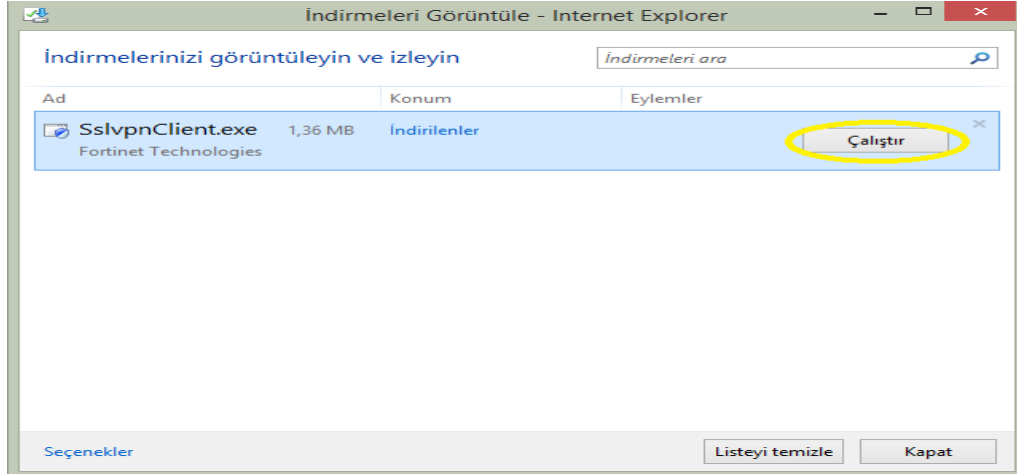 İndirmeleri Görüntüle - Internet Explorer
İndirmelerinizi görüntüleyin ve izleyin
İndirmeleri ara
Ad Konum Eylemler
SslvpnClient.exe 1,36 MB İndirilenler
Çalıştır
Fortinet Technologies
Seçenekler Listeyi temizle Kapat